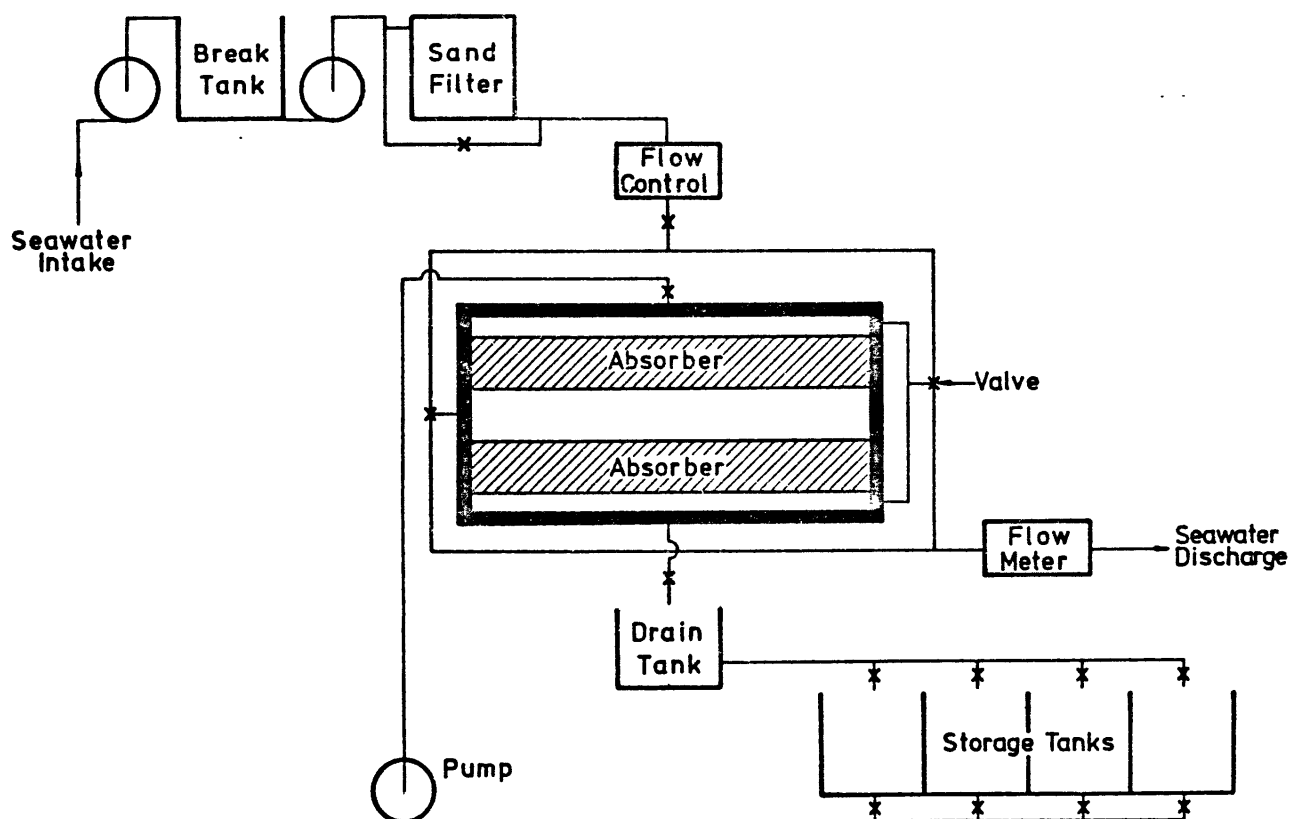 Break
Tank
Sand
Filter
Flow
Control
Seawater
Intake
Absorber
Valve
Absorber
Flow
Meter
Seawater
Discharge
Drain
Tank
Storage Tanks
Pump